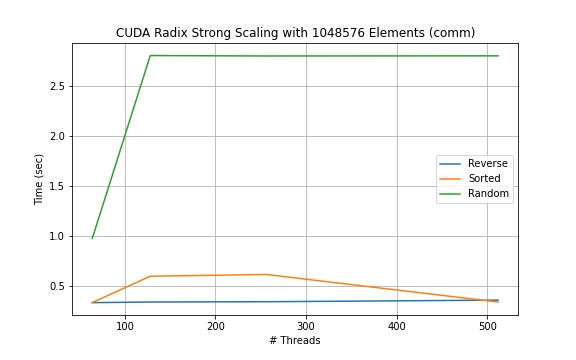 CUDA Radix Strong Scaling with 1048576 Elements (comm)
Time (sec)
2.5
2.0
1.5
1.0
0.5
Reverse
Sorted
Random
100
200
300
400
500
# Threads